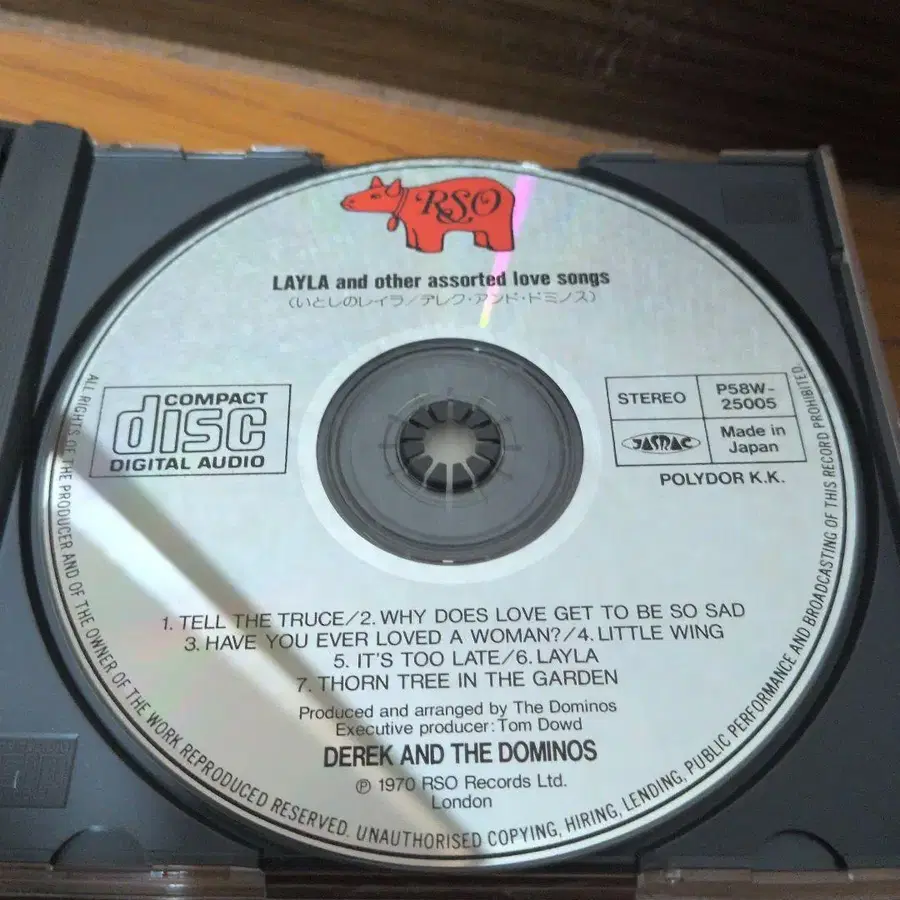 RSO
LAYLA and other assorted love songs
(いとしのレイラ/デレク・アンド・ドミノス)
COMPACT
disc
DIGITAL AUDIO
STEREO
P58W-
25005
JASRAC
Made in
Japan
POLYDOR K.K.
1. TELL THE TRUCE/2. WHY DOES LOVE GET TO BE SO SAD
3. HAVE YOU EVER LOVED A WOMAN?/4. LITTLE WING
5. IT'S TOO LATE/6. LAYLA
7. THORN TREE IN THE GARDEN
Produced and arranged by The Dominos
Executive producer: Tom Dowd
DEREK AND THE DOMINOS
℗ 1970 RSO Records Ltd.
London
ALL RIGHTS OF THE PRODUCER AND OF THE OWNER OF THE WORK REPRODUCED RESERVED. UNAUTHORISED COPYING, HIRING, LENDING, PUBLIC PERFORMANCE AND BROADCASTING OF THIS RECORD PROHIBITED